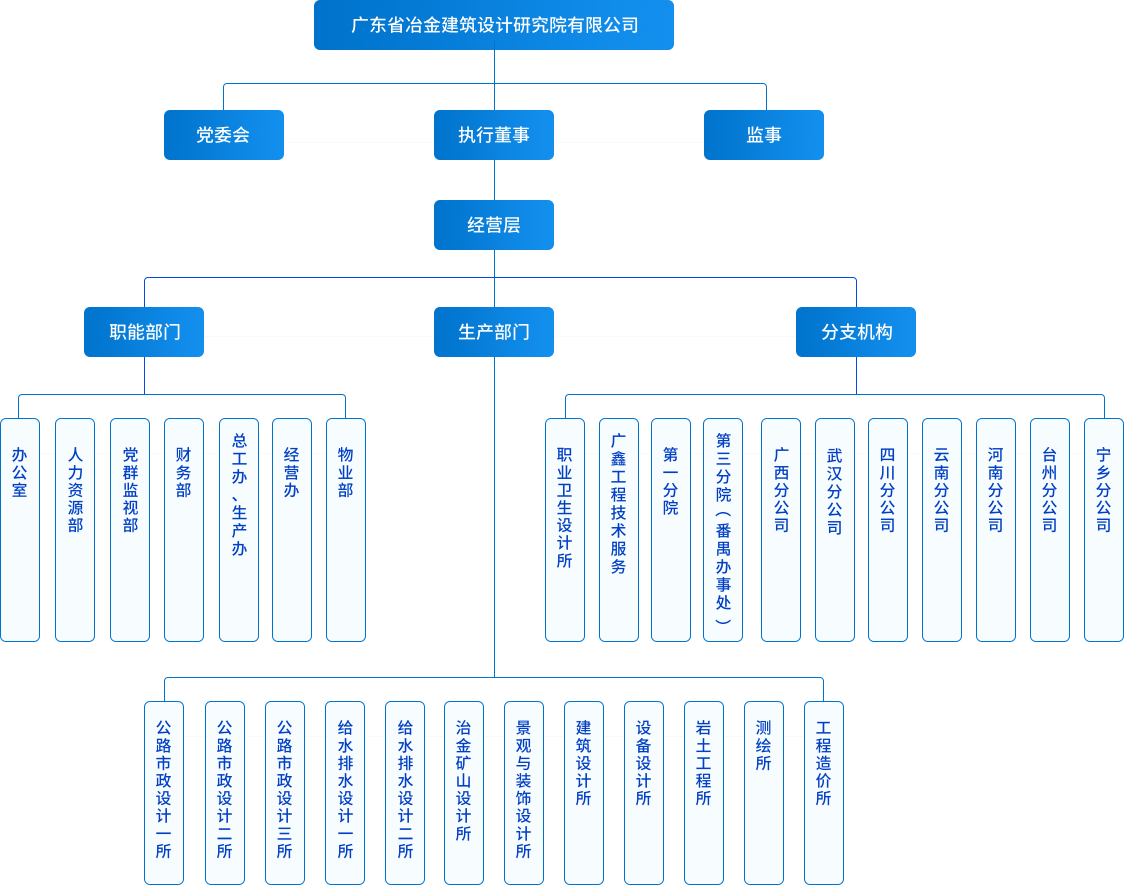 广东省冶金建筑设计研究院有限公司
党委会
执行董事
监事
经营层
职能部门
生产部门
分支机构
办公室
人力资源部
党群监视部
财务部
总工办、生产办
经营办
物业部
职业卫生设计所
广鑫工程技术服务
第一分院
第三分院（番禺办事处）
广西分公司
武汉分公司
四川分公司
云南分公司
河南分公司
台州分公司
宁乡分公司
公路市政设计一所
公路市政设计二所
公路市政设计三所
给水排水设计一所
给水排水设计二所
冶金矿山设计所
景观与装饰设计所
建筑设计所
设备设计所
岩土工程所
测绘所
工程造价所